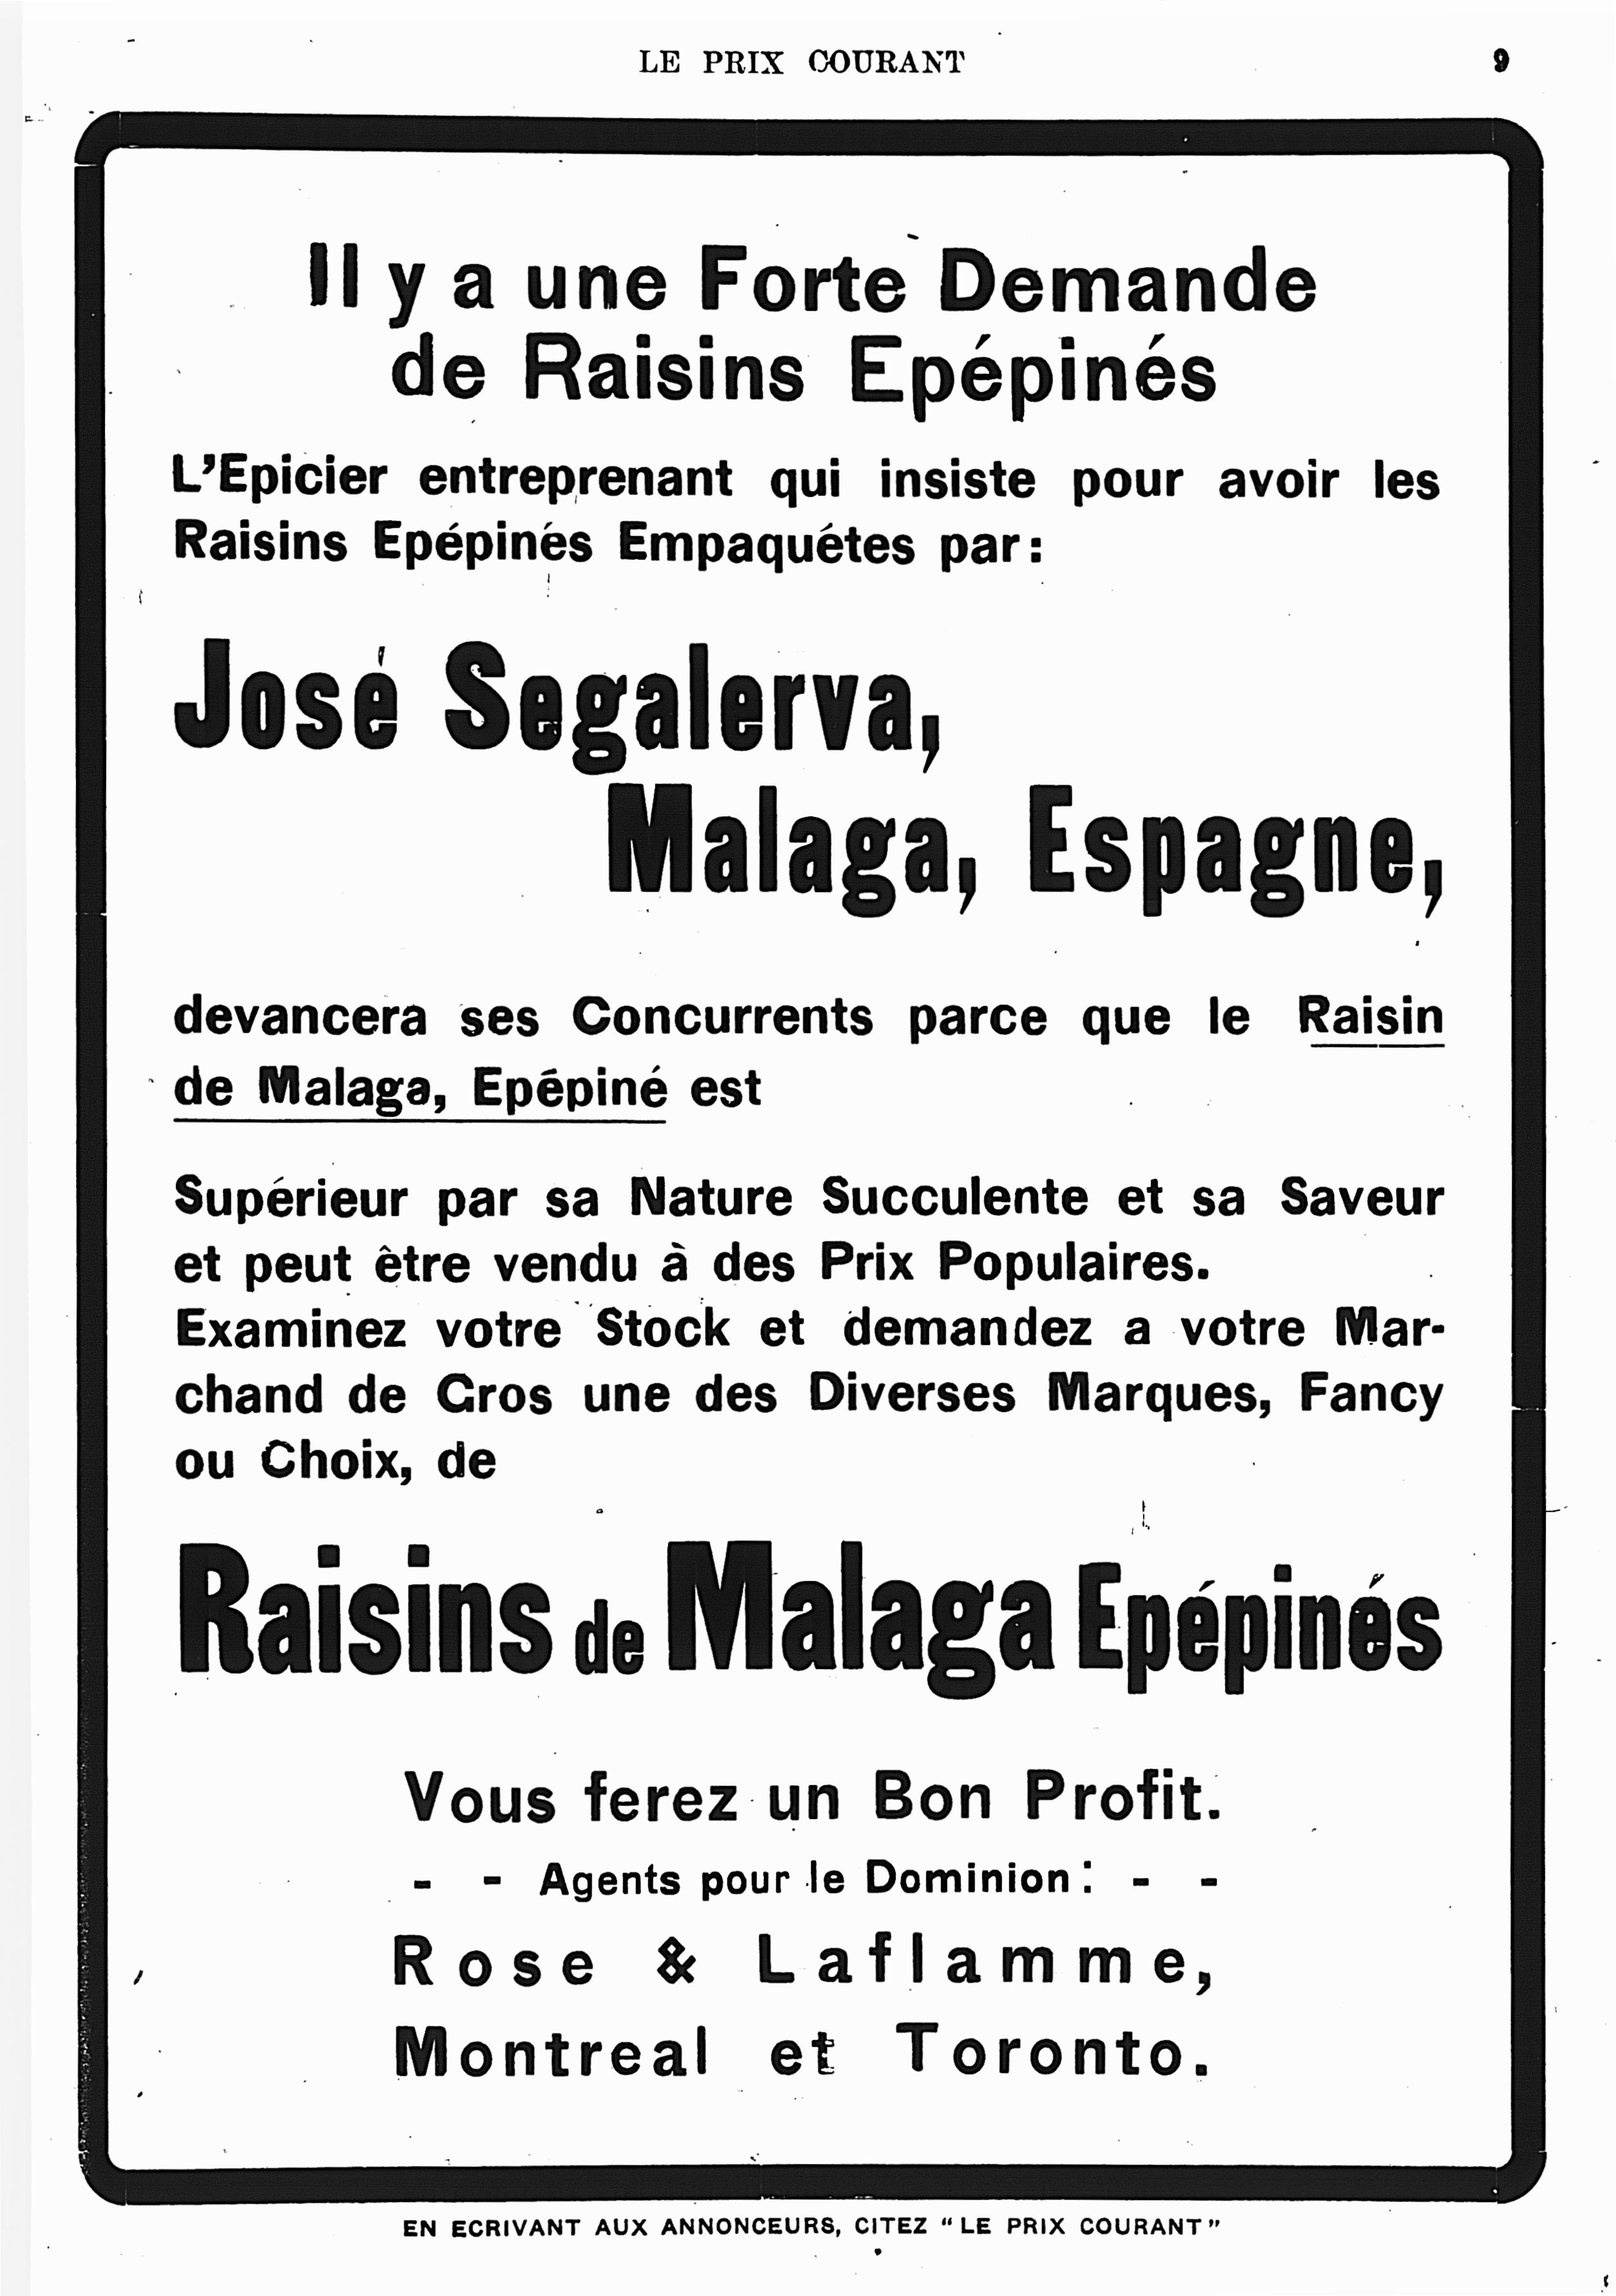 LE PRIX COURANT 9
Il y a une Forte Demande
de Raisins Epépinés
L'Epicier entreprenant qui insiste pour avoir les
Raisins Epépinés Empaquétes par:
José Segalerva,
Malaga, Espagne,
devancera ses Concurrents parce que le Raisin
de Malaga, Epépiné est
Supérieur par sa Nature Succulente et sa Saveur
et peut être vendu à des Prix Populaires.
Examinez votre Stock et demandez a votre Mar-
chand de Gros une des Diverses Marques, Fancy
ou Choix, de
Raisins de Malaga Epépinés
Vous ferez un Bon Profit.
- - Agents pour le Dominion: - -
Rose & Laflamme,
Montreal et Toronto.
EN ECRIVANT AUX ANNONCEURS, CITEZ "LE PRIX COURANT"